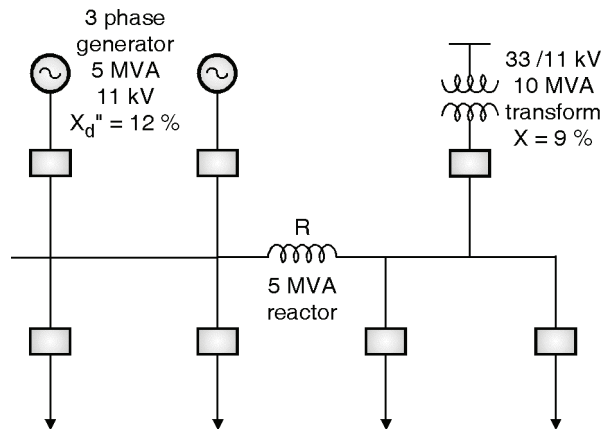 3 phase
generator
5 MVA
11 kV
X_d" = 12 %
33 /11 kV
10 MVA
transform
X = 9 %
R
5 MVA
reactor